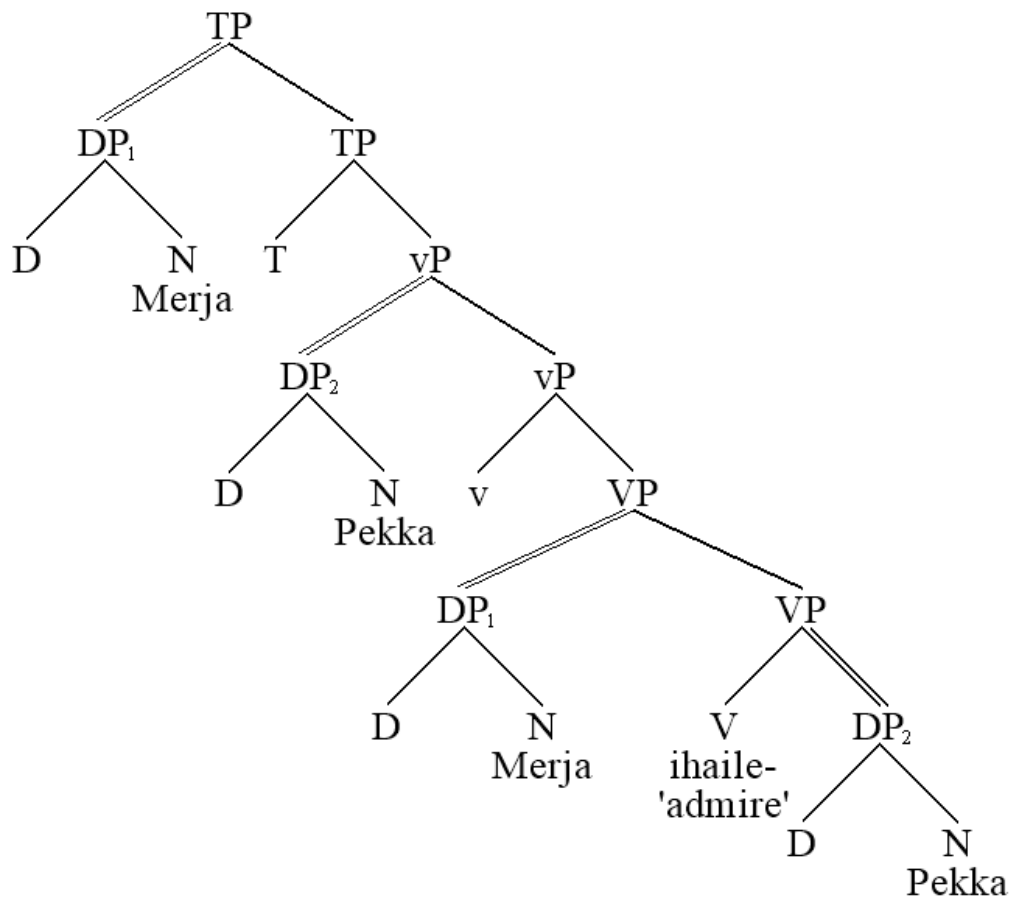 TP
DP₁ TP
D N T vP
Merja
DP₂ vP
D N v VP
Pekka
DP₁ VP
D N V DP₂
Merja ihaile-
'admire'
D N
Pekka